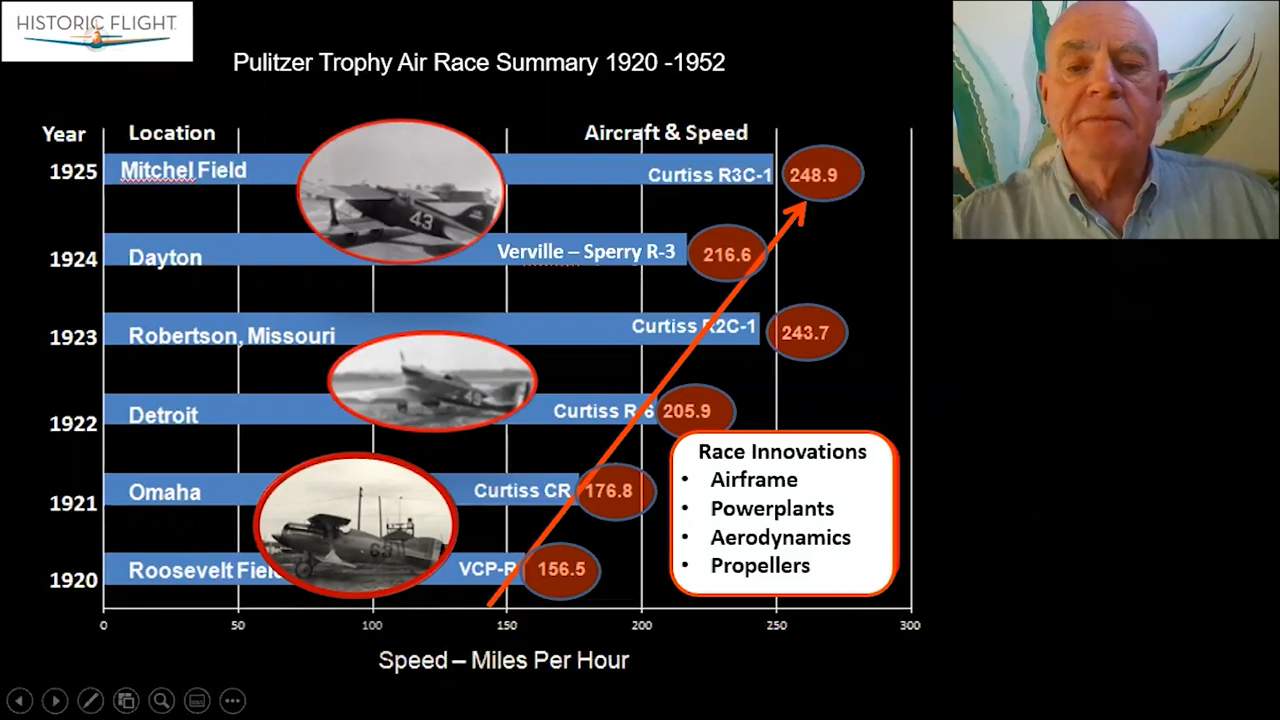 HISTORIC FLIGHT
Pulitzer Trophy Air Race Summary 1920 -1952
Year Location Aircraft & Speed
1925 Mitchel Field Curtiss R3C-1 248.9
43
1924 Dayton Verville – Sperry R-3 216.6
1923 Robertson, Missouri Curtiss R2C-1 243.7
48
1922 Detroit Curtiss R-6 205.9
1921 Omaha Curtiss CR 176.8
63
1920 Roosevelt Field VCP-R 156.5
Race Innovations
• Airframe
• Powerplants
• Aerodynamics
• Propellers
0 50 100 150 200 250 300
Speed – Miles Per Hour